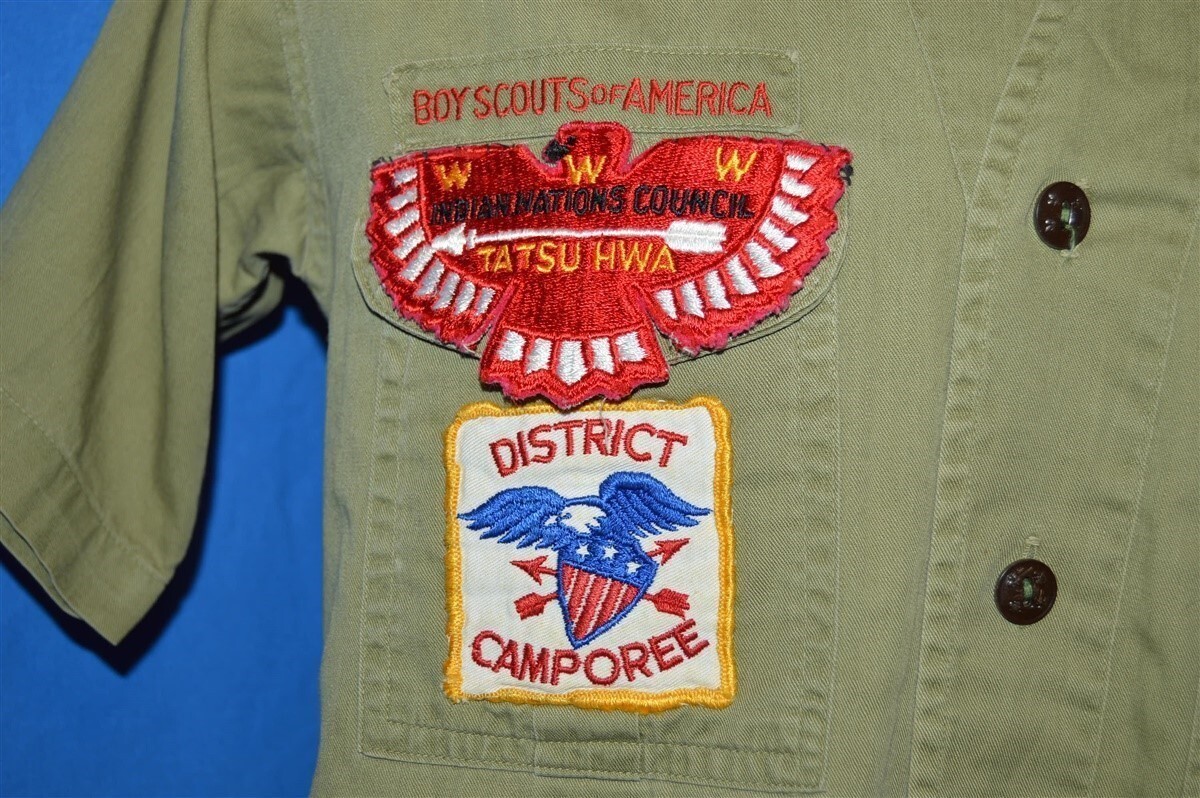 BOY SCOUTS OF AMERICA
W W W
INDIAN NATIONS COUNCIL
TATSU HWA
DISTRICT
CAMPOREE